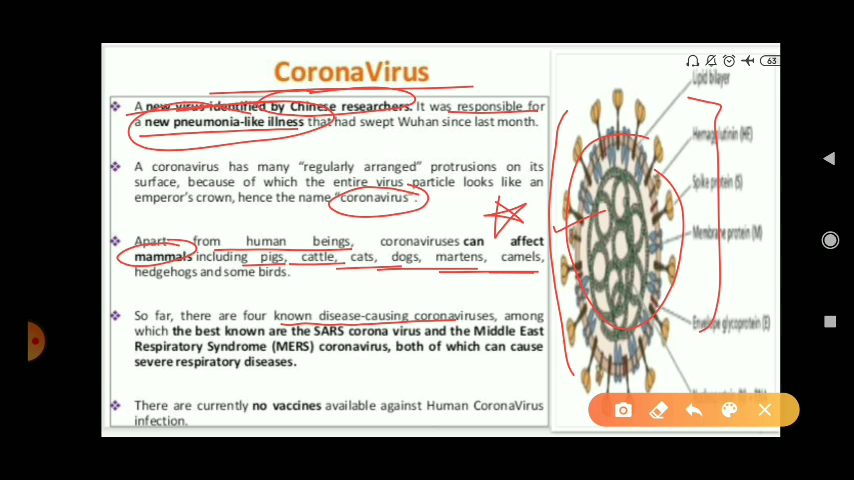 CoronaVirus
63
A new virus identified by Chinese researchers. It was responsible for
a new pneumonia-like illness that had swept Wuhan since last month.
A coronavirus has many "regularly arranged" protrusions on its
surface, because of which the entire virus particle looks like an
emperor's crown, hence the name "coronavirus".
Apart from human beings, coronaviruses can affect
mammals including pigs, cattle, cats, dogs, martens, camels,
hedgehogs and some birds.
So far, there are four known disease-causing coronaviruses, among
which the best known are the SARS corona virus and the Middle East
Respiratory Syndrome (MERS) coronavirus, both of which can cause
severe respiratory diseases.
There are currently no vaccines available against Human CoronaVirus
infection.
Lipid bilayer
Hemagglutinin (HE)
Spike protein (S)
Membrane protein (M)
Envelope glycoprotein (E)